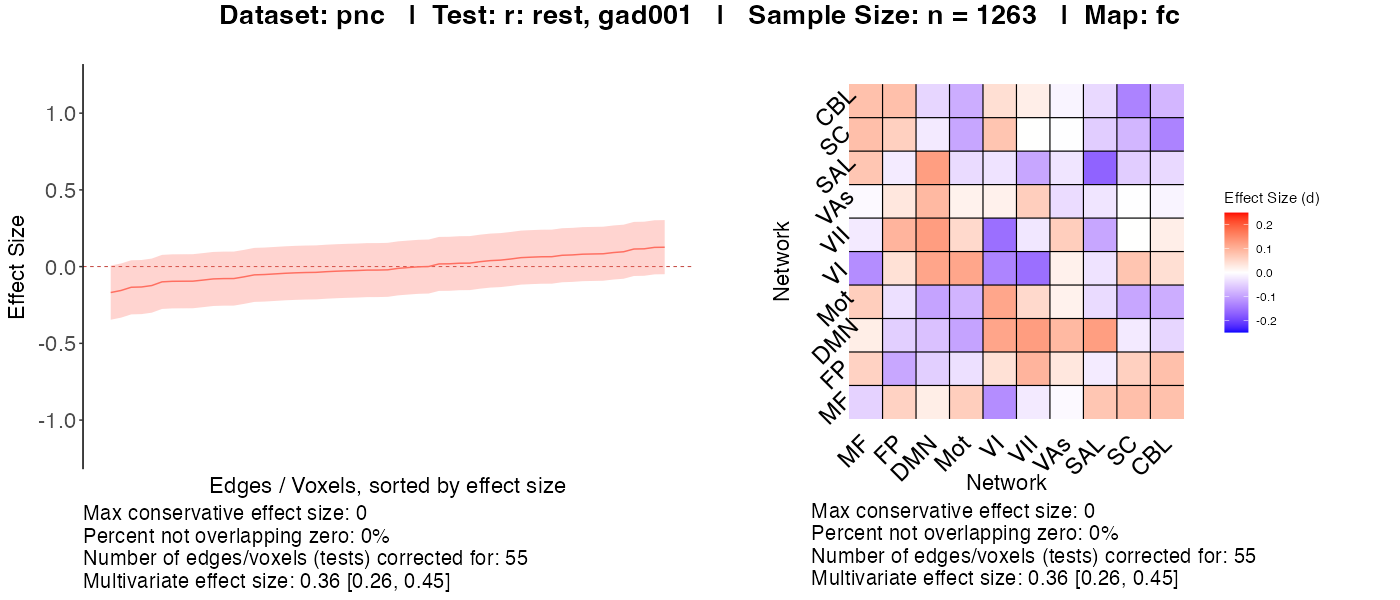 Dataset: pnc | Test: r: rest, gad001 | Sample Size: n = 1263 | Map: fc
Effect Size
1.0
0.5
0.0
-0.5
-1.0
Edges / Voxels, sorted by effect size
Max conservative effect size: 0
Percent not overlapping zero: 0%
Number of edges/voxels (tests) corrected for: 55
Multivariate effect size: 0.36 [0.26, 0.45]
Network
CBL
SC
SAL
VAs
VII
VI
Mot
DMN
FP
MF
MF FP DMN Mot VI VII VAs SAL SC CBL
Network
Effect Size (d)
0.2
0.1
0.0
-0.1
-0.2
Max conservative effect size: 0
Percent not overlapping zero: 0%
Number of edges/voxels (tests) corrected for: 55
Multivariate effect size: 0.36 [0.26, 0.45]